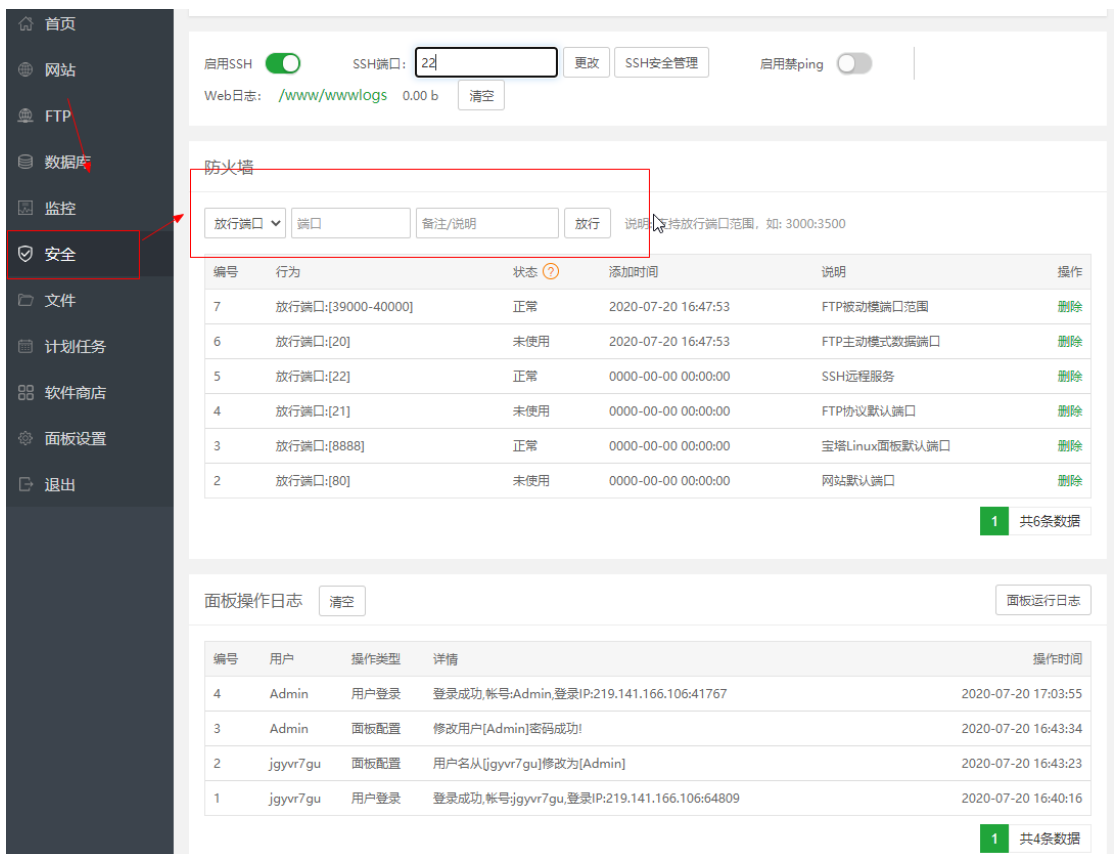 首页
网站
FTP
数据库
监控
安全
文件
计划任务
软件商店
面板设置
退出
启用SSH SSH端口： 22 更改 SSH安全管理 启用禁ping
Web日志： /www/wwwlogs 0.00 b 清空
防火墙
放行端口 端口 备注/说明 放行 说明: 支持放行端口范围，如: 3000:3500
编号 行为 状态 ? 添加时间 说明 操作
7 放行端口:[39000-40000] 正常 2020-07-20 16:47:53 FTP被动模端口范围 删除
6 放行端口:[20] 未使用 2020-07-20 16:47:53 FTP主动模式数据端口 删除
5 放行端口:[22] 正常 0000-00-00 00:00:00 SSH远程服务 删除
4 放行端口:[21] 未使用 0000-00-00 00:00:00 FTP协议默认端口 删除
3 放行端口:[8888] 正常 0000-00-00 00:00:00 宝塔Linux面板默认端口 删除
2 放行端口:[80] 未使用 0000-00-00 00:00:00 网站默认端口 删除
1 共6条数据
面板操作日志 清空 面板运行日志
编号 用户 操作类型 详情 操作时间
4 Admin 用户登录 登录成功,帐号:Admin,登录IP:219.141.166.106:41767 2020-07-20 17:03:55
3 Admin 面板配置 修改用户[Admin]密码成功! 2020-07-20 16:43:34
2 jgyvr7gu 面板配置 用户名从[jgyvr7gu]修改为[Admin] 2020-07-20 16:43:23
1 jgyvr7gu 用户登录 登录成功,帐号:jgyvr7gu,登录IP:219.141.166.106:64809 2020-07-20 16:40:16
1 共4条数据